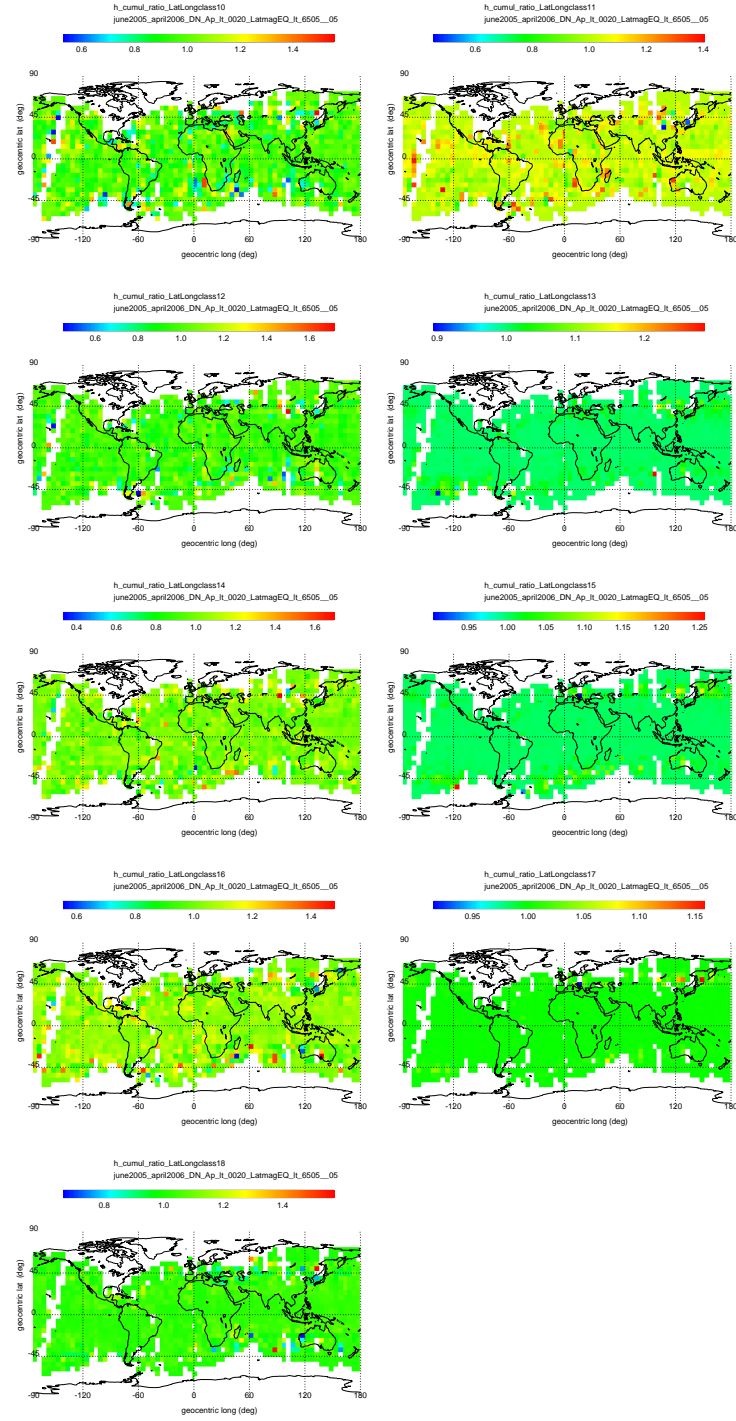 h_cumul_ratio_LatLongclass10
june2005_april2006_DN_Ap_lt_0020_LatmagEQ_lt_6505__05
0.6 0.8 1.0 1.2 1.4
90
45
0
-45
-90
geocentric lat (deg)
-120 -60 0 60 120 180
geocentric long (deg)
h_cumul_ratio_LatLongclass11
june2005_april2006_DN_Ap_lt_0020_LatmagEQ_lt_6505__05
0.6 0.8 1.0 1.2 1.4
90
45
0
-45
-90
geocentric lat (deg)
-120 -60 0 60 120 180
geocentric long (deg)
h_cumul_ratio_LatLongclass12
june2005_april2006_DN_Ap_lt_0020_LatmagEQ_lt_6505__05
0.6 0.8 1.0 1.2 1.4 1.6
90
45
0
-45
-90
geocentric lat (deg)
-120 -60 0 60 120 180
geocentric long (deg)
h_cumul_ratio_LatLongclass13
june2005_april2006_DN_Ap_lt_0020_LatmagEQ_lt_6505__05
0.9 1.0 1.1 1.2
90
45
0
-45
-90
geocentric lat (deg)
-120 -60 0 60 120 180
geocentric long (deg)
h_cumul_ratio_LatLongclass14
june2005_april2006_DN_Ap_lt_0020_LatmagEQ_lt_6505__05
0.4 0.6 0.8 1.0 1.2 1.4 1.6
90
45
0
-45
-90
geocentric lat (deg)
-120 -60 0 60 120 180
geocentric long (deg)
h_cumul_ratio_LatLongclass15
june2005_april2006_DN_Ap_lt_0020_LatmagEQ_lt_6505__05
0.95 1.00 1.05 1.10 1.15 1.20 1.25
90
45
0
-45
-90
geocentric lat (deg)
-120 -60 0 60 120 180
geocentric long (deg)
h_cumul_ratio_LatLongclass16
june2005_april2006_DN_Ap_lt_0020_LatmagEQ_lt_6505__05
0.6 0.8 1.0 1.2 1.4
90
45
0
-45
-90
geocentric lat (deg)
-120 -60 0 60 120 180
geocentric long (deg)
h_cumul_ratio_LatLongclass17
june2005_april2006_DN_Ap_lt_0020_LatmagEQ_lt_6505__05
0.95 1.00 1.05 1.10 1.15
90
45
0
-45
-90
geocentric lat (deg)
-120 -60 0 60 120 180
geocentric long (deg)
h_cumul_ratio_LatLongclass18
june2005_april2006_DN_Ap_lt_0020_LatmagEQ_lt_6505__05
0.8 1.0 1.2 1.4
90
45
0
-45
-90
geocentric lat (deg)
-120 -60 0 60 120 180
geocentric long (deg)